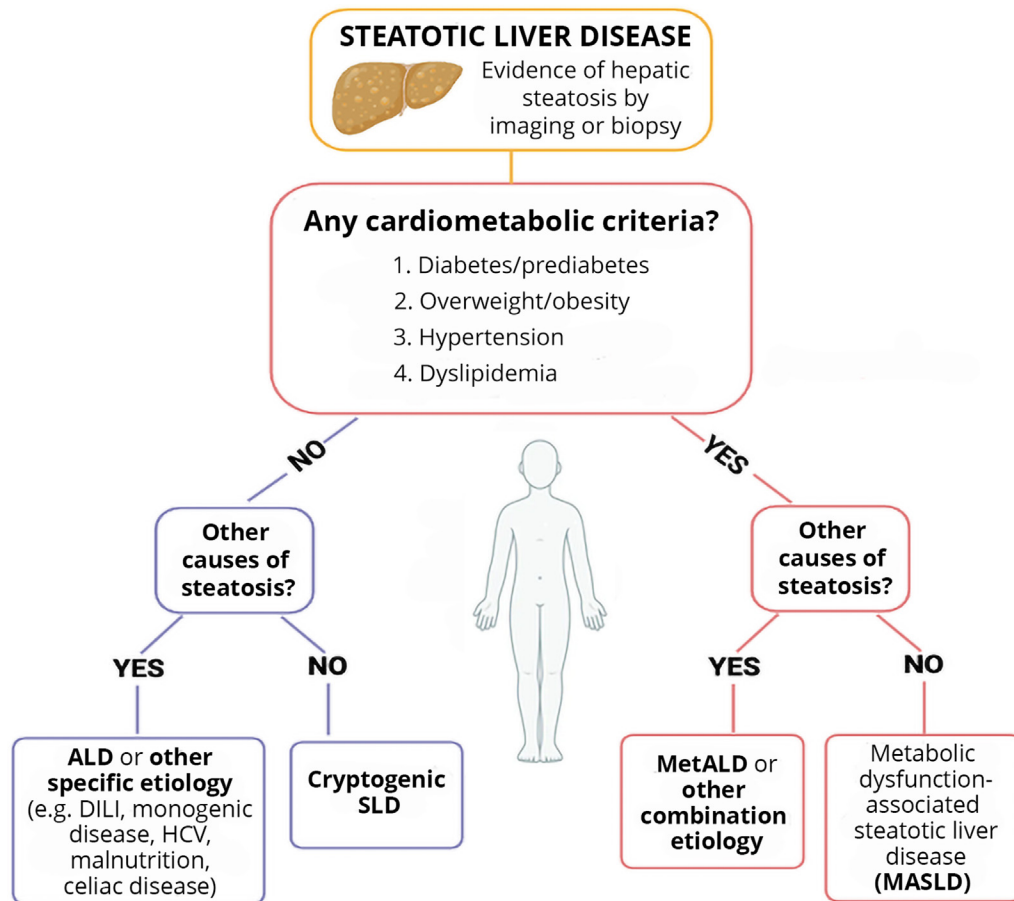 STEATOTIC LIVER DISEASE
Evidence of hepatic
steatosis by
imaging or biopsy
Any cardiometabolic criteria?
1. Diabetes/prediabetes
2. Overweight/obesity
3. Hypertension
4. Dyslipidemia
NO
YES
Other
causes of
steatosis?
Other
causes of
steatosis?
YES
NO
YES
NO
ALD or other
specific etiology
(e.g. DILI, monogenic
disease, HCV,
malnutrition,
celiac disease)
Cryptogenic
SLD
MetALD or
other
combination
etiology
Metabolic
dysfunction-
associated
steatotic liver
disease
(MASLD)